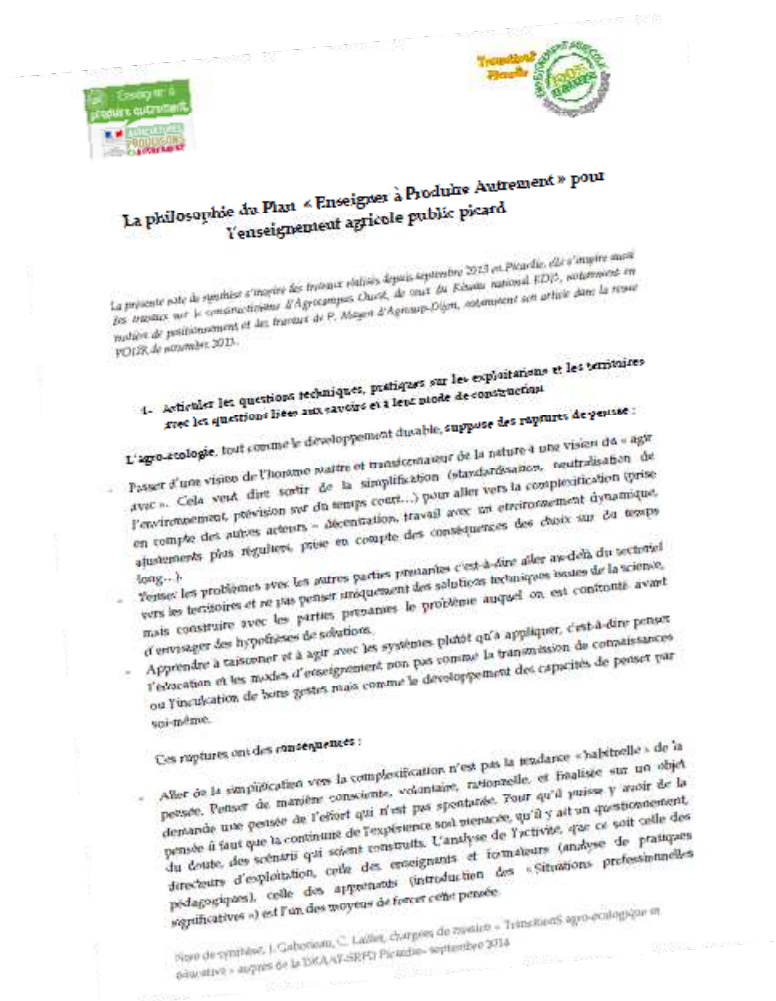 Enseigner à
produire autrement
AGRICULTURES
PRODUISONS
AUTREMENT
Transitions
Picardie
ENSEIGNEMENT AGRICOLE
La philosophie du Plan « Enseigner à Produire Autrement » pour
l'enseignement agricole public picard
La présente note de synthèse s'inspire des travaux réalisés depuis septembre 2013 en Picardie, elle s'inspire aussi
des travaux sur le constructivisme d'Agrocampus Ouest, de ceux du Réseau national EDD, notamment en
matière de positionnement et des travaux de P. Mayen d'Agrosup-Dijon, notamment son article dans la revue
POUR de novembre 2013.
1- Articuler les questions techniques, pratiques sur les exploitations et les territoires
avec les questions liées aux savoirs et à leur mode de construction
L'agro-écologie, tout comme le développement durable, suppose des ruptures de pensée :
- Passer d'une vision de l'homme maître et transformateur de la nature à une vision du « agir
avec ». Cela veut dire sortir de la simplification (standardisation, neutralisation de
l'environnement, prévision sur du temps court…) pour aller vers la complexification (prise
en compte des autres acteurs – décentration, travail avec un environnement dynamique,
ajustements plus réguliers, prise en compte des conséquences des choix sur du temps
long…).
- Penser les problèmes avec les autres parties prenantes c'est-à-dire aller au-delà du sectoriel
vers les territoires et ne pas penser uniquement des solutions techniques issues de la science,
mais construire avec les parties prenantes le problème auquel on est confronté avant
d'envisager des hypothèses de solutions.
- Apprendre à raisonner et à agir avec les systèmes plutôt qu'à appliquer, c'est-à-dire penser
l'éducation et les modes d'enseignement non pas comme la transmission de connaissances
ou l'inculcation de bons gestes mais comme le développement des capacités de penser par
soi-même.
Ces ruptures ont des conséquences :
- Aller de la simplification vers la complexification n'est pas la tendance « habituelle » de la
pensée. Penser de manière consciente, volontaire, rationnelle, et finalisée sur un objet
demande une pensée de l'effort qui n'est pas spontanée. Pour qu'il puisse y avoir de la
pensée il faut que la continuité de l'expérience soit menacée, qu'il y ait un questionnement,
du doute, des scénarii qui soient construits. L'analyse de l'activité, que ce soit celle des
directeurs d'exploitation, celle des enseignants et formateurs (analyse de pratiques
pédagogiques), celle des apprenants (introduction des « Situations professionnelles
significatives ») est l'un des moyens de forcer cette pensée.
Note de synthèse, J. Gaboriau, C. Laillet, chargées de mission « TransitionS agro-écologique et
éducative » auprès de la DRAAF-SRFD Picardie– septembre 2014